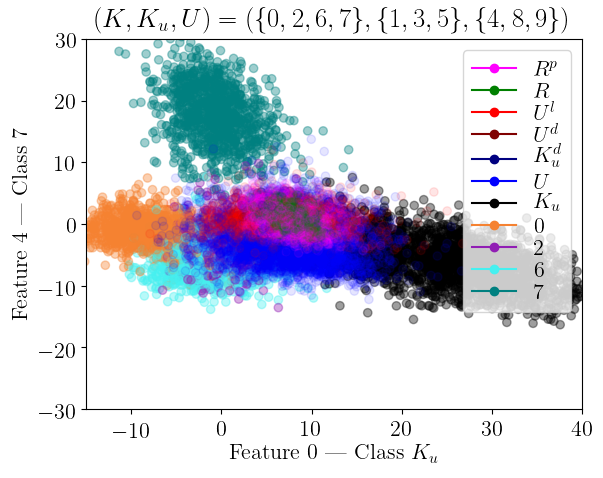 (K, K_u, U) = ({0, 2, 6, 7}, {1, 3, 5}, {4, 8, 9})
30
20
10
0
−10
−20
−30
Feature 4 — Class 7
R^p
R
U^l
U^d
K_u^d
U
K_u
0
2
6
7
−10
0
10
20
30
40
Feature 0 — Class K_u